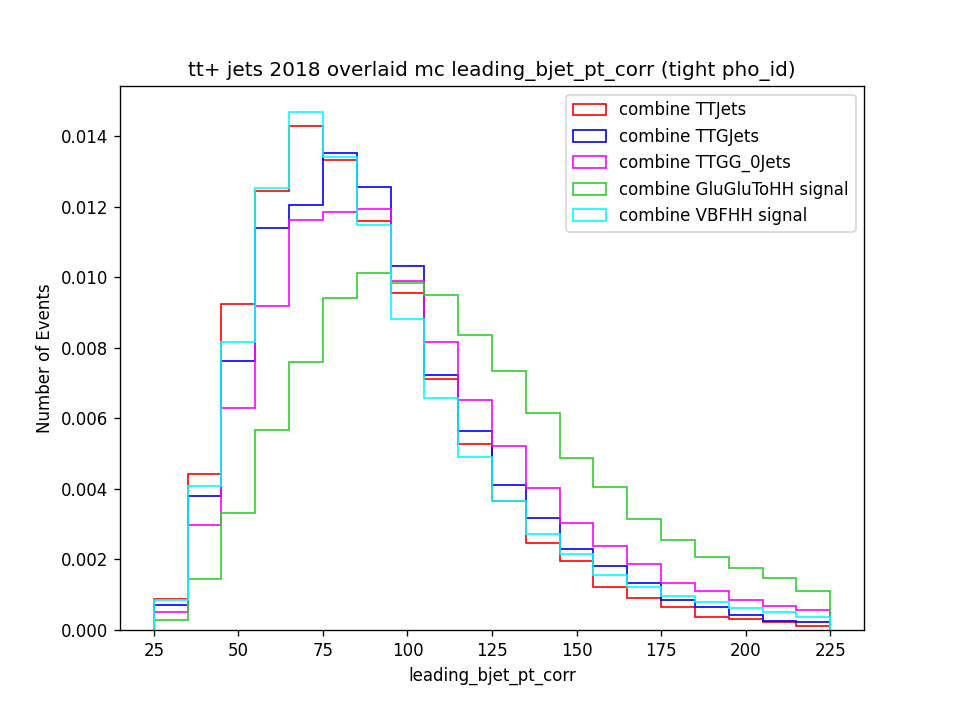 tt+ jets 2018 overlaid mc leading_bjet_pt_corr (tight pho_id)
combine TTJets
combine TTGJets
combine TTGG_0Jets
combine GluGluToHH signal
combine VBFHH signal
Number of Events
0.014
0.012
0.010
0.008
0.006
0.004
0.002
0.000
25 50 75 100 125 150 175 200 225
leading_bjet_pt_corr